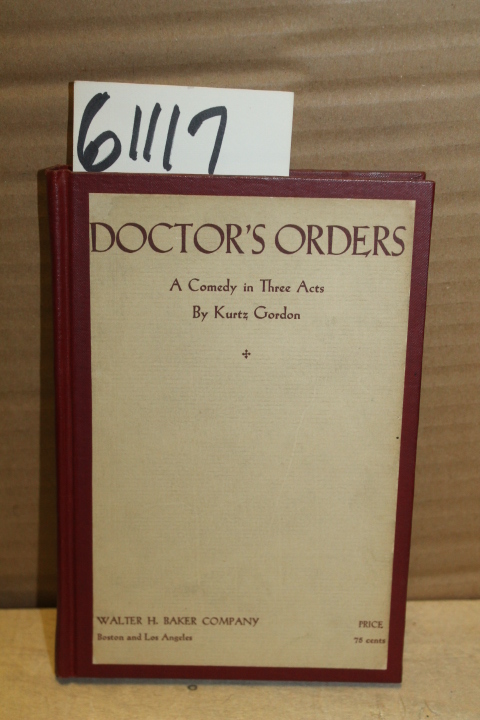 61117
DOCTOR'S ORDERS
A Comedy in Three Acts
By Kurtz Gordon
WALTER H. BAKER COMPANY PRICE
Boston and Los Angeles 75 cents